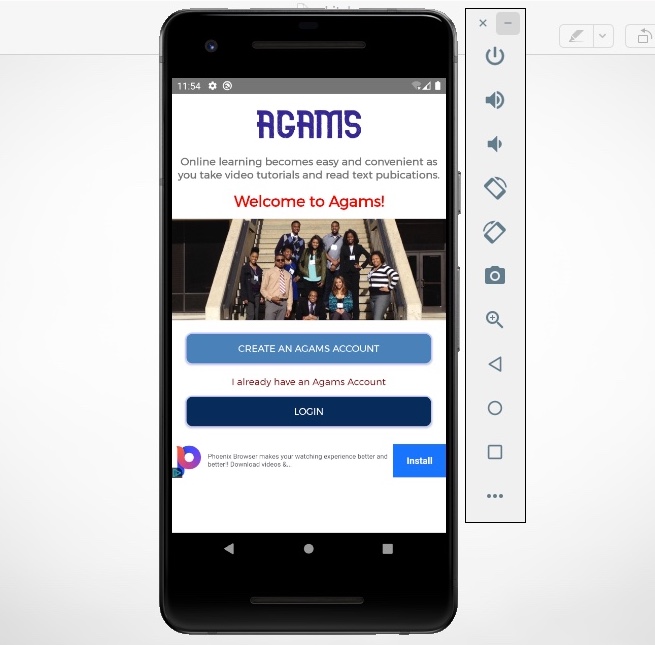 11:54
AGAMS
Online learning becomes easy and convenient as
you take video tutorials and read text pubications.
Welcome to Agams!
CREATE AN AGAMS ACCOUNT
I already have an Agams Account
LOGIN
Phoenix Browser makes your watching experience better and
better!! Download videos &...
Install